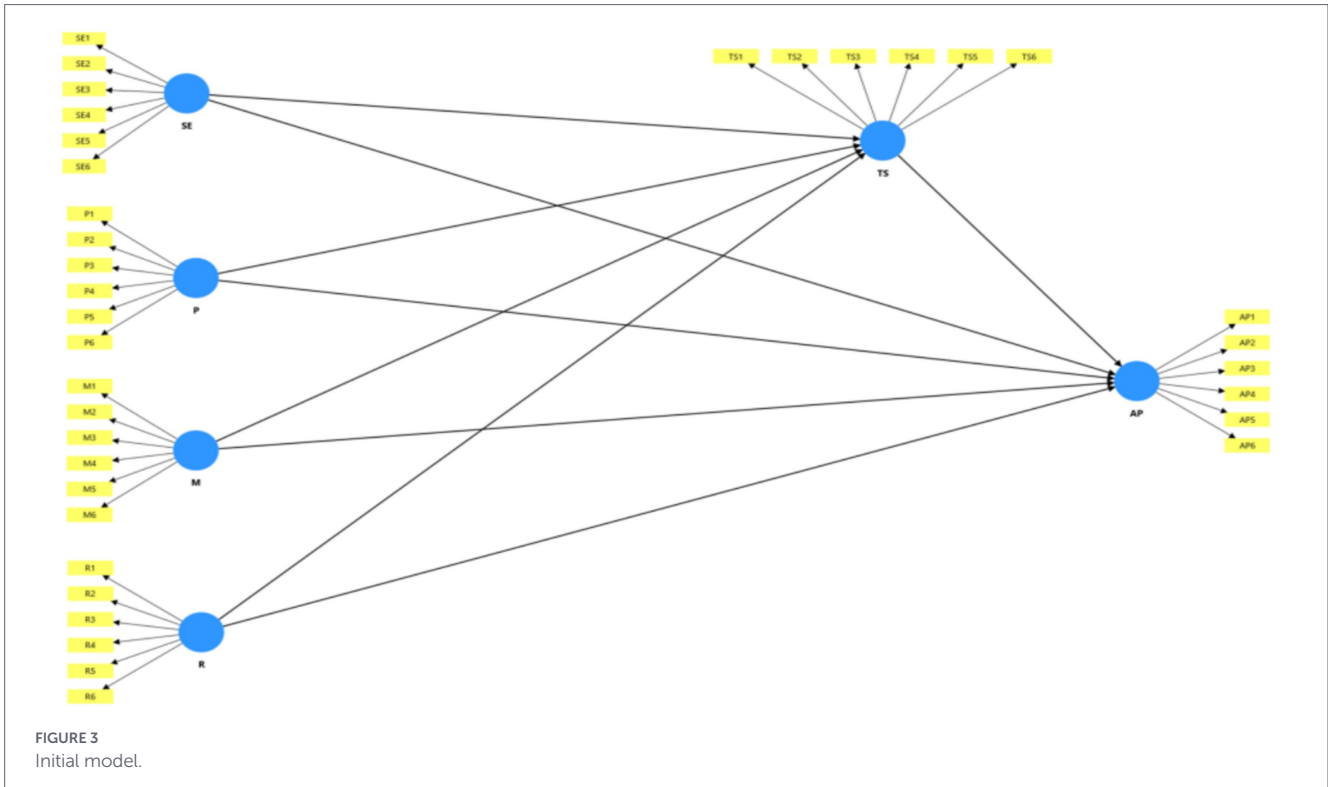 SE1
SE2
SE3
SE4
SE5
SE6
SE
P1
P2
P3
P4
P5
P6
P
M1
M2
M3
M4
M5
M6
M
R1
R2
R3
R4
R5
R6
R
TS1 TS2 TS3 TS4 TS5 TS6
TS
AP1
AP2
AP3
AP4
AP5
AP6
AP
FIGURE 3
Initial model.